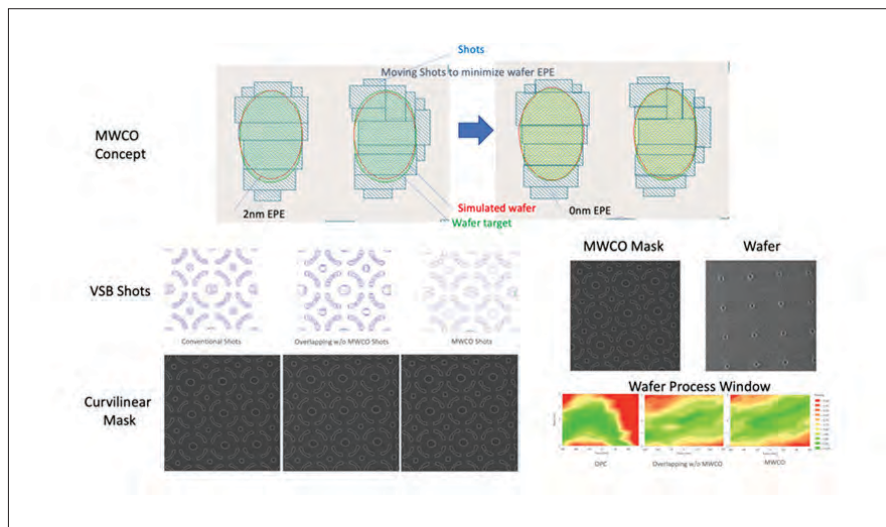 Shots
Moving Shots to minimize wafer EPE
MWCO
Concept
Simulated wafer
2nm EPE
0nm EPE
Wafer target
MWCO Mask
Wafer
VSB Shots
Conventional Shots
Overlapping w/o MWCO Shots
MWCO Shots
Wafer Process Window
Curvilinear
Mask
OPC
Overlapping w/o MWCO
MWCO